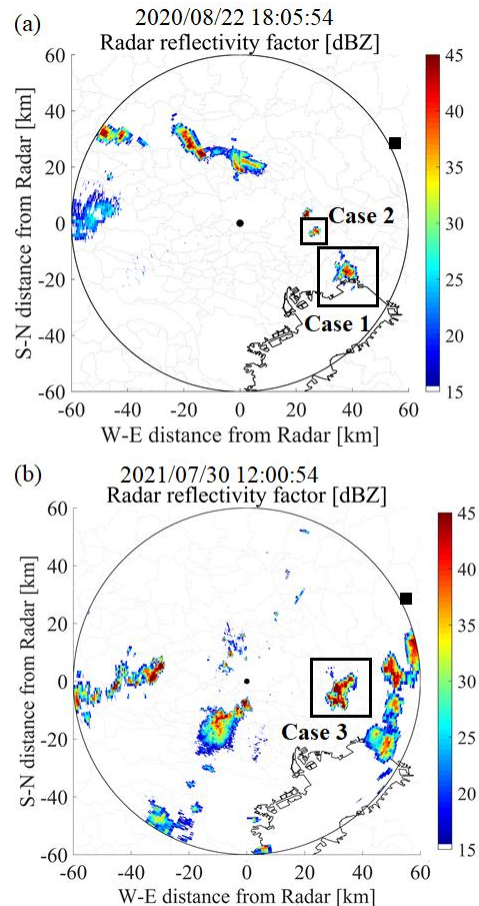 (a)
2020/08/22 18:05:54
Radar reflectivity factor [dBZ]
60
40
20
0
-20
-40
-60
S-N distance from Radar [km]
Case 2
Case 1
-60 -40 -20 0 20 40 60
W-E distance from Radar [km]
45
40
35
30
25
20
15
(b)
2021/07/30 12:00:54
Radar reflectivity factor [dBZ]
60
40
20
0
-20
-40
-60
S-N distance from Radar [km]
Case 3
-60 -40 -20 0 20 40 60
W-E distance from Radar [km]
45
40
35
30
25
20
15